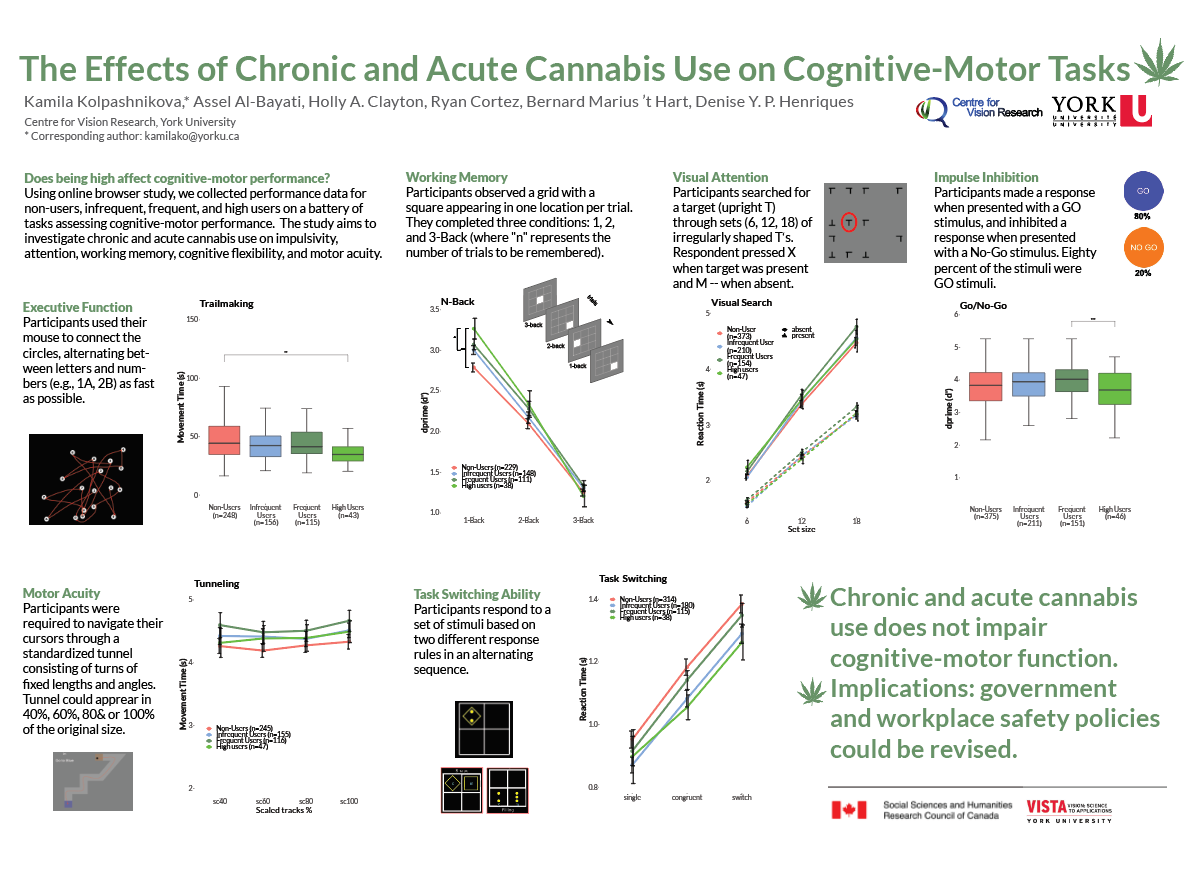 The Effects of Chronic and Acute Cannabis Use on Cognitive-Motor Tasks
Kamila Kolpashnikova,* Assel Al-Bayati, Holly A. Clayton, Ryan Cortez, Bernard Marius ’t Hart, Denise Y. P. Henriques
Centre for Vision Research, York University
* Corresponding author: kamilako@yorku.ca
Centre for
Vision Research
YORK
UNIVERSITÉ
UNIVERSITY
U
Does being high affect cognitive-motor performance?
Using online browser study, we collected performance data for
non-users, infrequent, frequent, and high users on a battery of
tasks assessing cognitive-motor performance. The study aims to
investigate chronic and acute cannabis use on impulsivity,
attention, working memory, cognitive flexibility, and motor acuity.
Working Memory
Participants observed a grid with a
square appearing in one location per trial.
They completed three conditions: 1, 2,
and 3-Back (where "n" represents the
number of trials to be remembered).
Visual Attention
Participants searched for
a target (upright T)
through sets (6, 12, 18) of
irregularly shaped T's.
Respondent pressed X
when target was present
and M -- when absent.
Impulse Inhibition
Participants made a response
when presented with a GO
stimulus, and inhibited a
response when presented
with a No-Go stimulus. Eighty
percent of the stimuli were
GO stimuli.
GO
80%
NO GO
20%
Executive Function
Participants used their
mouse to connect the
circles, alternating bet-
ween letters and num-
bers (e.g., 1A, 2B) as fast
as possible.
Trailmaking
150
100
50
0
Movement Time (s)
Non-Users
(n=248)
Infrequent
Users
(n=156)
Frequent
Users
(n=115)
High Users
(n=43)
N-Back
3.5
3.0
2.5
2.0
1.5
1.0
dprime (d')
3-back
2-back
1-back
trials
Non-Users (n=229)
Infrequent Users (n=148)
Frequent Users (n=111)
High users (n=38)
1-Back
2-Back
3-Back
Visual Search
5
4
3
2
Reaction Time (s)
Non-User
(n=373)
Infrequent User
(n=210)
Frequent Users
(n=154)
High users
(n=47)
absent
present
6
12
18
Set size
Go/No-Go
6
5
4
3
2
1
dprime (d')
Non-Users
(n=375)
Infrequent
Users
(n=211)
Frequent
Users
(n=151)
High Users
(n=46)
Motor Acuity
Participants were
required to navigate their
cursors through a
standardized tunnel
consisting of turns of
fixed lengths and angles.
Tunnel could apprear in
40%, 60%, 80& or 100%
of the original size.
Tunneling
5
4
3
2
Movement Time (s)
Non-Users (n=245)
Infrequent Users (n=155)
Frequent Users (n=116)
High users (n=47)
sc40
sc60
sc80
sc100
Scaled tracks %
Task Switching Ability
Participants respond to a
set of stimuli based on
two different response
rules in an alternating
sequence.
Task Switching
1.4
1.2
1.0
0.8
Reaction Time (s)
Non-Users (n=314)
Infrequent Users (n=180)
Frequent Users (n=115)
High users (n=38)
single
congruent
switch
Chronic and acute cannabis
use does not impair
cognitive-motor function.
Implications: government
and workplace safety policies
could be revised.
Social Sciences and Humanities
Research Council of Canada
VISTA VISION: SCIENCE
TO APPLICATIONS
YORK UNIVERSITY